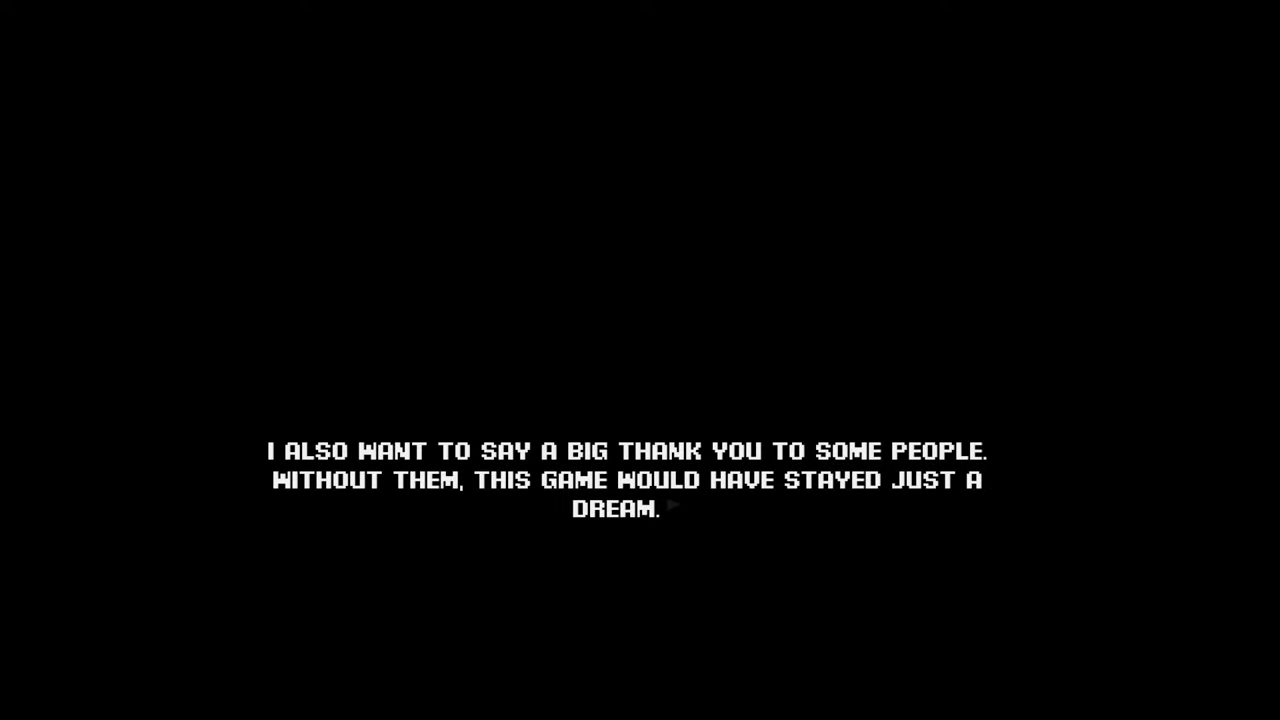 I ALSO WANT TO SAY A BIG THANK YOU TO SOME PEOPLE.
WITHOUT THEM, THIS GAME WOULD HAVE STAYED JUST A
DREAM.